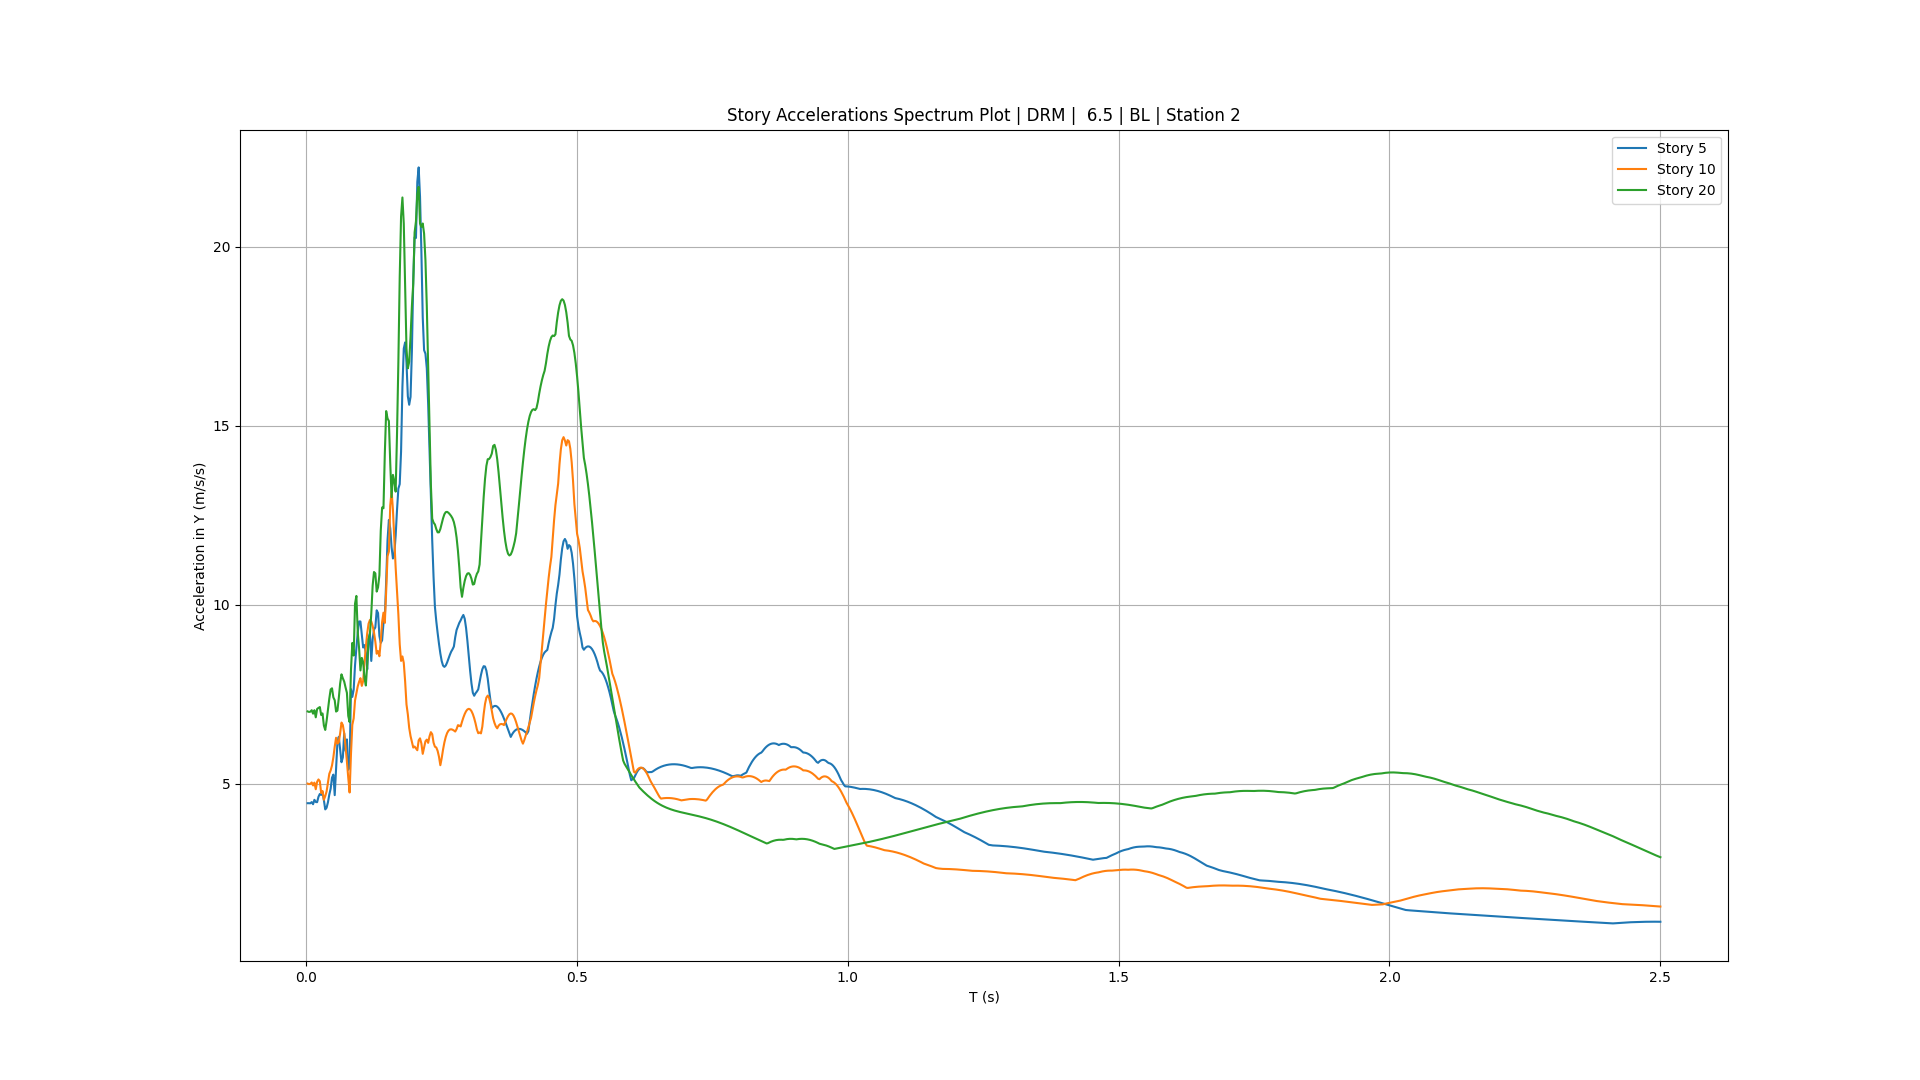 Story Accelerations Spectrum Plot | DRM |  6.5 | BL | Station 2
Story 5
Story 10
Story 20
Acceleration in Y (m/s/s)
20
15
10
5
0.0 0.5 1.0 1.5 2.0 2.5
T (s)